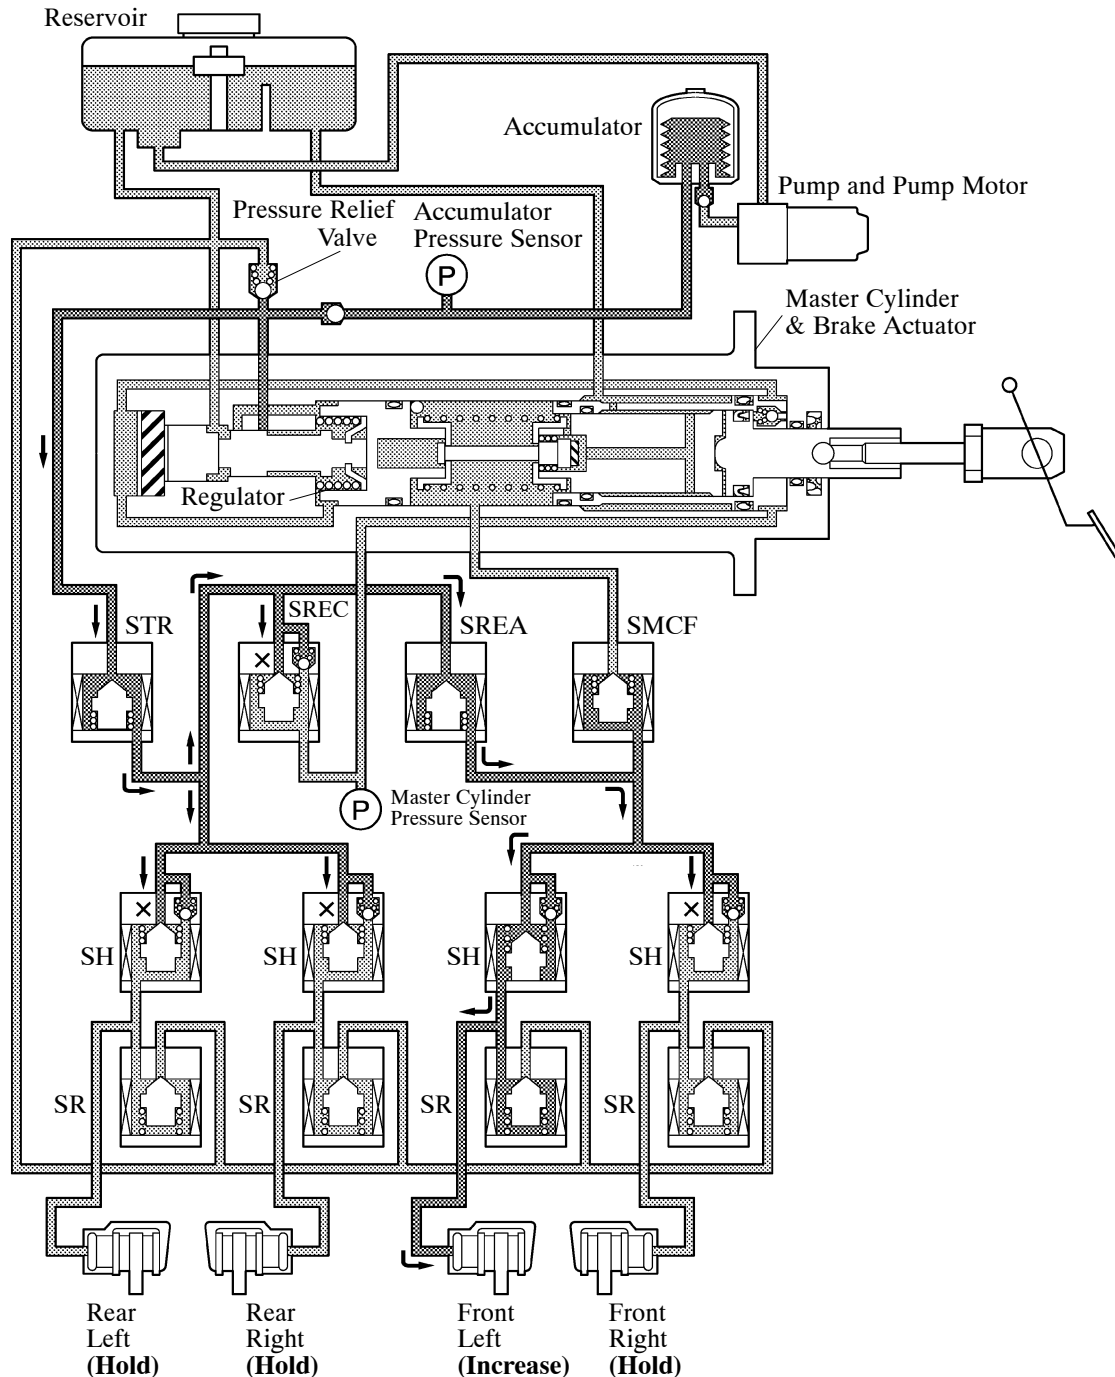 Reservoir
Accumulator
Pump and Pump Motor
Pressure Relief
Valve
Accumulator
Pressure Sensor
P
Master Cylinder
& Brake Actuator
Regulator
STR
SREC
SREA
SMCF
P
Master Cylinder
Pressure Sensor
SH
SH
SH
SH
SR
SR
SR
SR
Rear
Left
(Hold)
Rear
Right
(Hold)
Front
Left
(Increase)
Front
Right
(Hold)